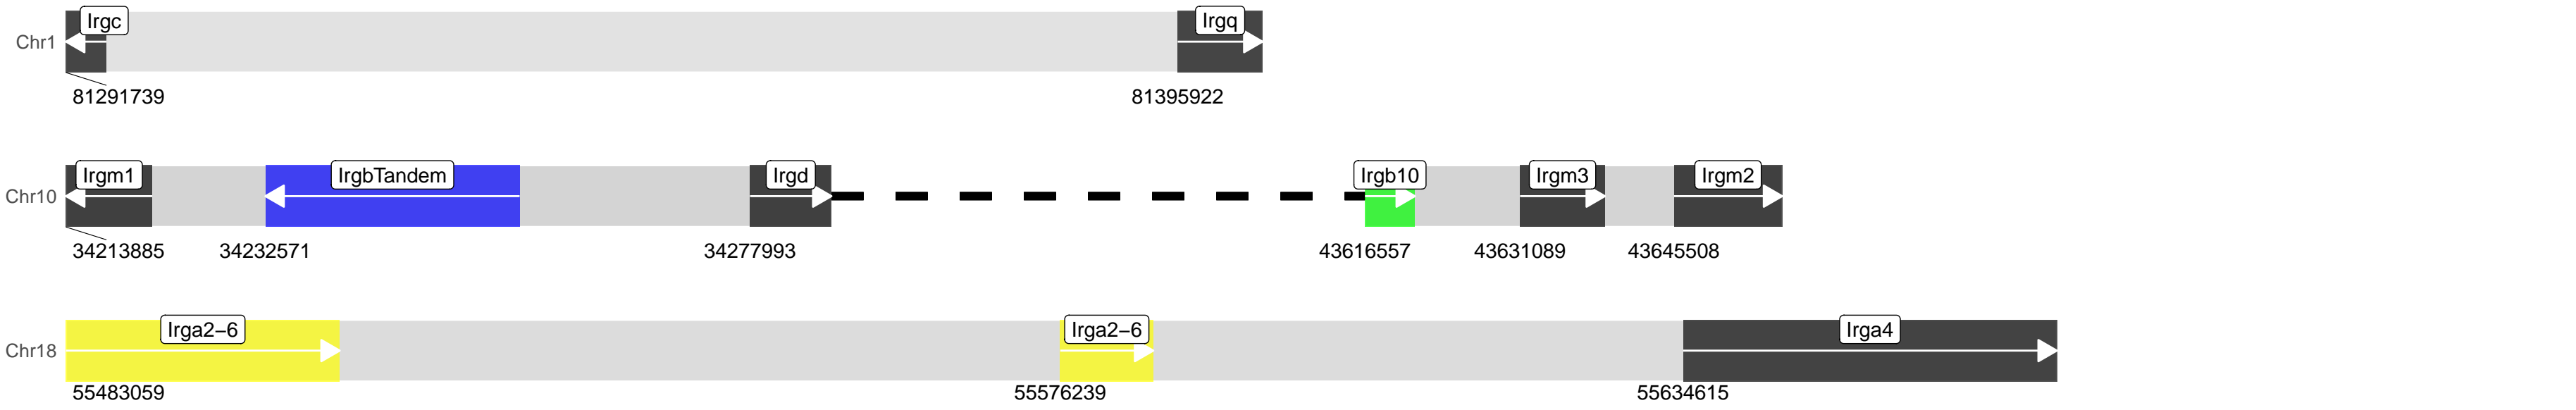 Irgc Irgq
Chr1
81291739 81395922
Irgm1 IrgbTandem Irgd Irgb10 Irgm3 Irgm2
Chr10
34213885 34232571 34277993 43616557 43631089 43645508
Irga2−6 Irga2−6 Irga4
Chr18
55483059 55576239 55634615